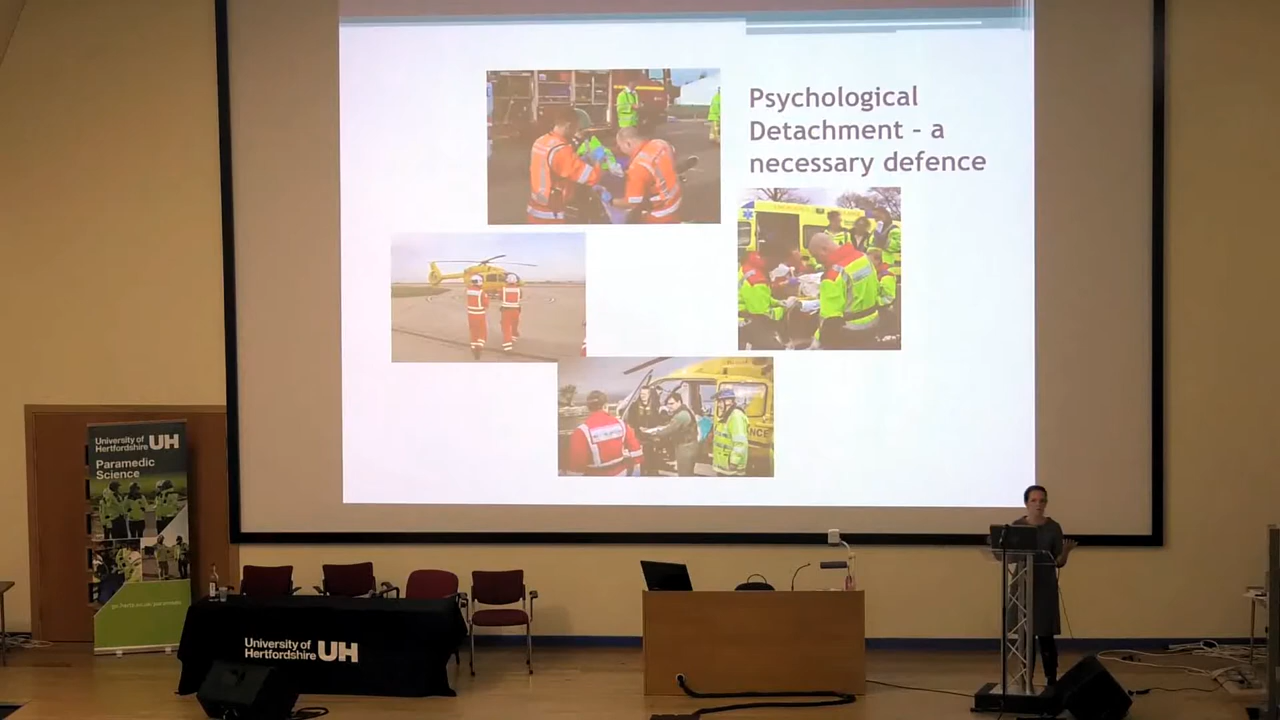 Psychological
Detachment - a
necessary defence
University of
Hertfordshire UH
Paramedic
Science
University of
Hertfordshire UH